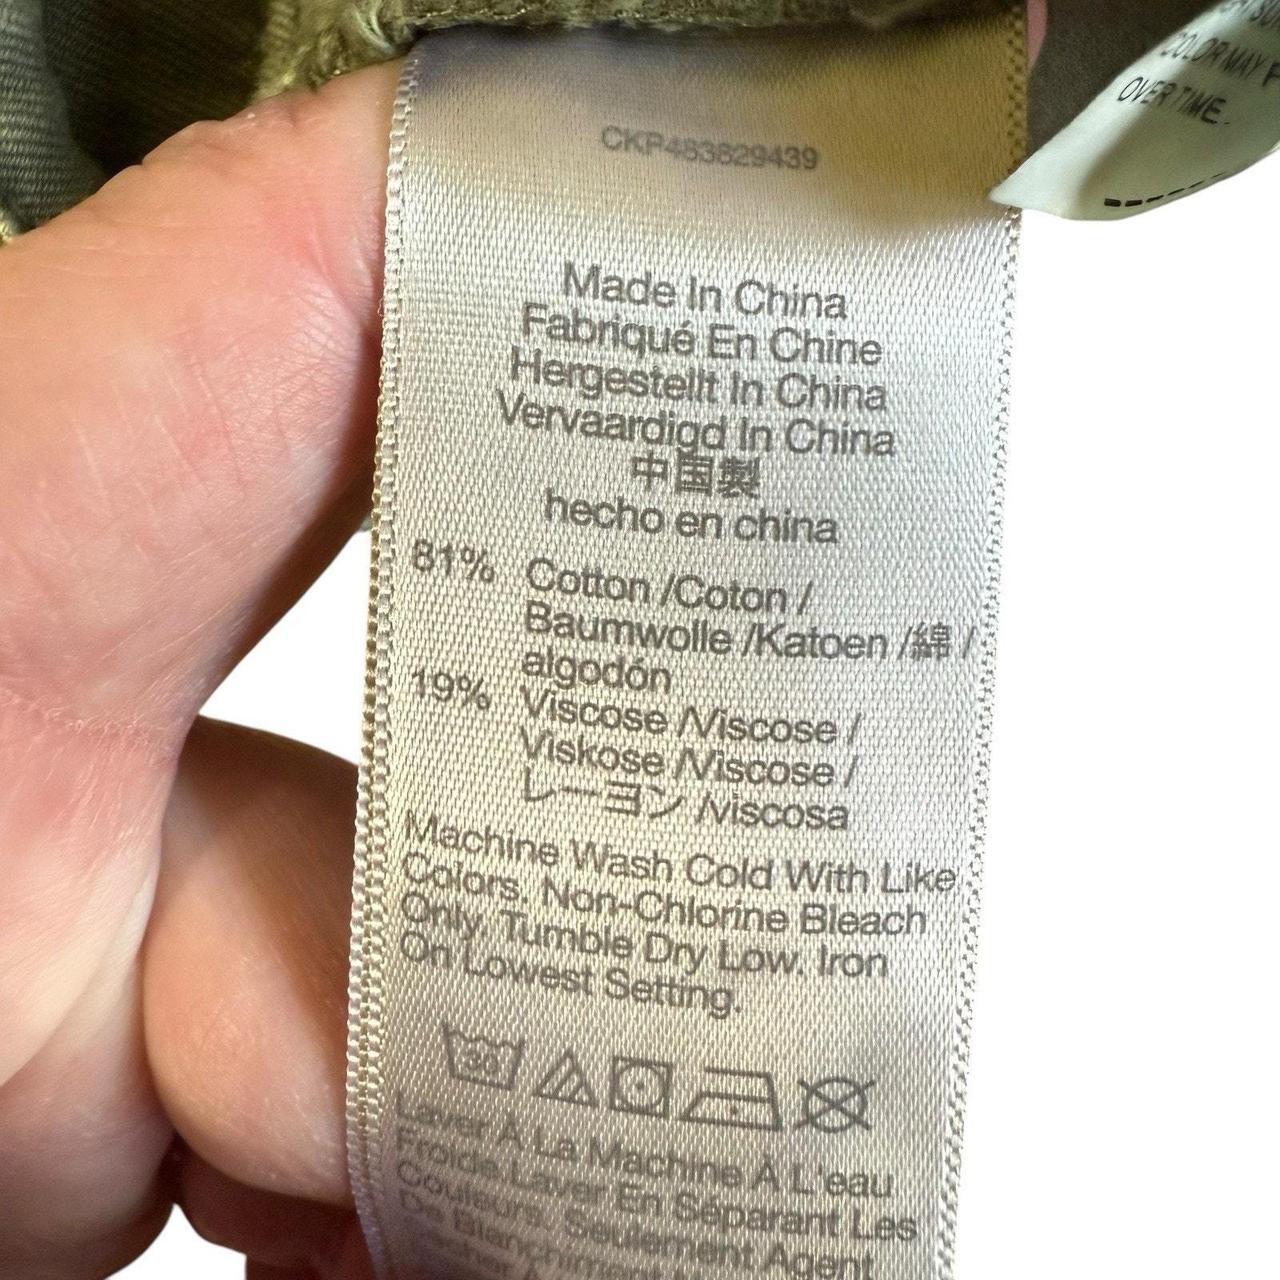 COLOR MAY F
OVER TIME.
CKP483829439
Made In China
Fabriqué En Chine
Hergestellt In China
Vervaardigd In China
中国製
hecho en china
81% Cotton /Coton /
Baumwolle /Katoen /綿 /
algodón
19% Viscose /Viscose /
Viskose /Viscose /
レーヨン /viscosa
Machine Wash Cold With Like
Colors. Non-Chlorine Bleach
Only. Tumble Dry Low. Iron
On Lowest Setting.
30
Laver À La Machine À L'eau
Froide. Laver En Séparant Les
Couleurs. Seulement Agent
De Blanchiment